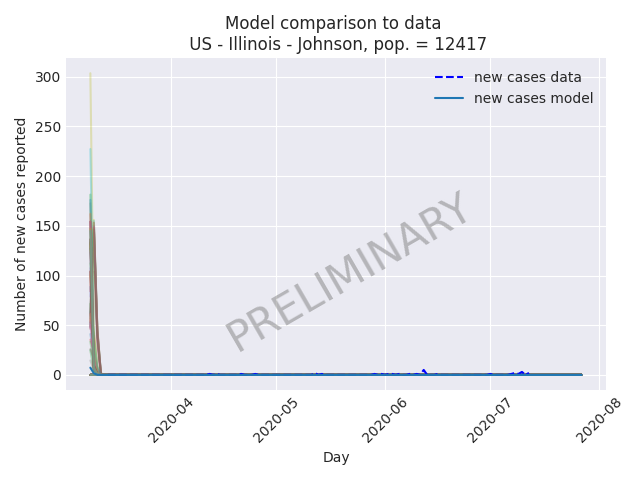 Model comparison to data
US - Illinois - Johnson, pop. = 12417
300
250
200
150
100
50
0
Number of new cases reported
new cases data
new cases model
PRELIMINARY
2020-04
2020-05
2020-06
2020-07
2020-08
Day